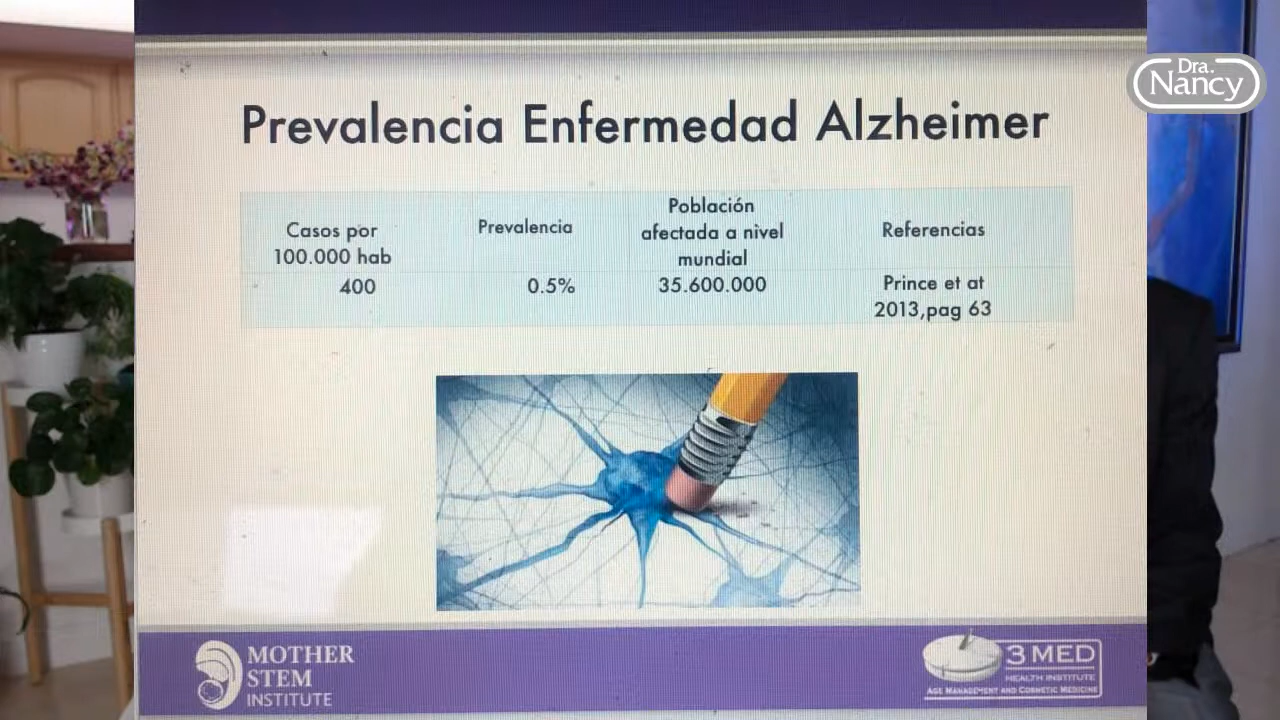 Dra.
Nancy
Prevalencia Enfermedad Alzheimer
Casos por
100.000 hab
Prevalencia
Población
afectada a nivel
mundial
Referencias
400
0.5%
35.600.000
Prince et at
2013,pag 63
MOTHER
STEM
INSTITUTE
3 MED
HEALTH INSTITUTE
AGE MANAGEMENT AND COSMETIC MEDICINE